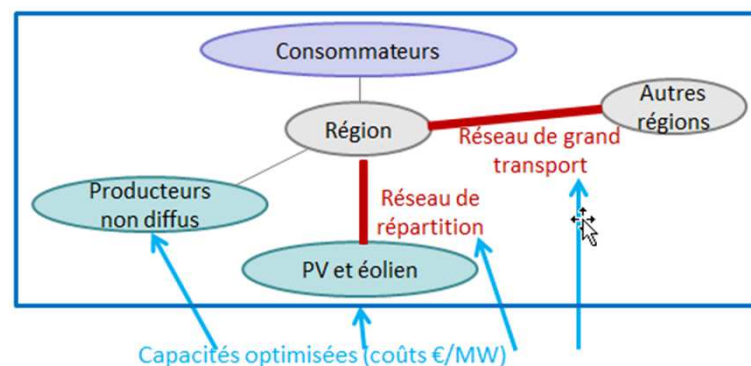 Consommateurs
Autres
régions
Région
Réseau de grand
transport
Producteurs
non diffus
Réseau de
répartition
PV et éolien
Capacités optimisées (coûts €/MW)